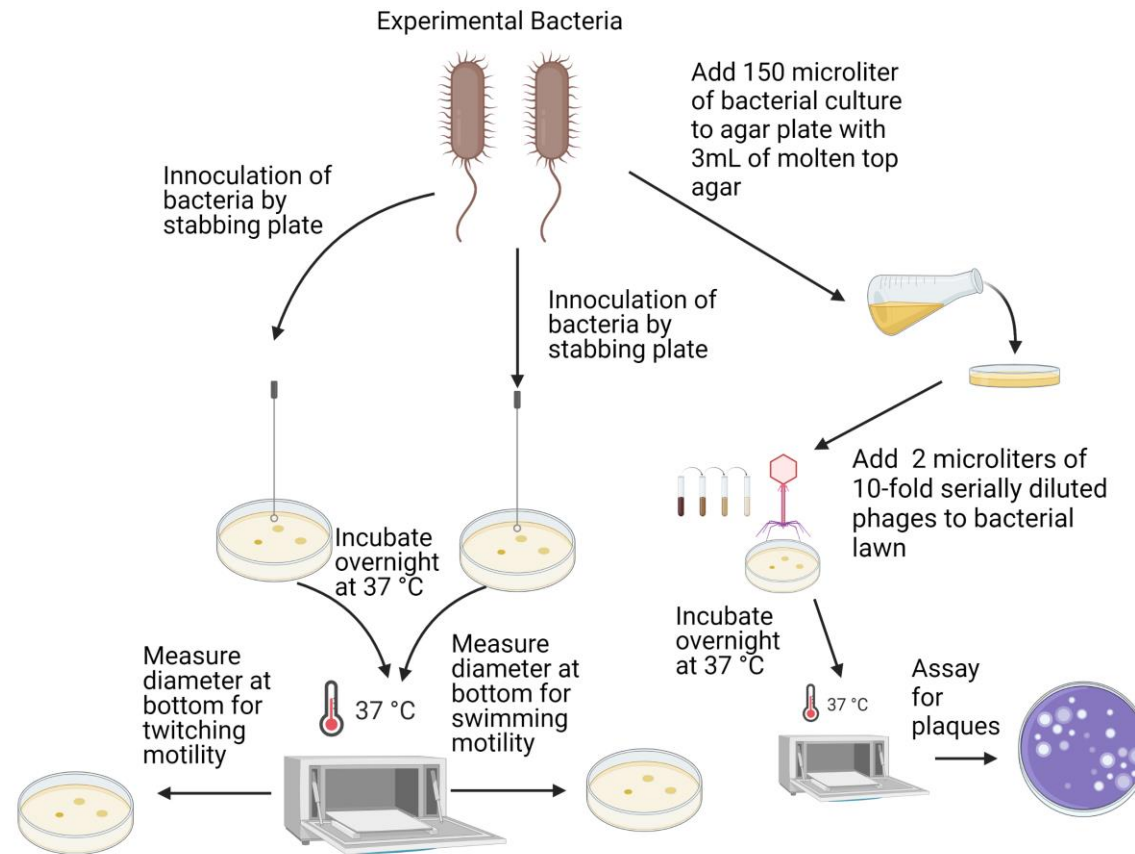 Experimental Bacteria
Add 150 microliter
of bacterial culture
to agar plate with
3mL of molten top
agar
Innoculation of
bacteria by
stabbing plate
Innoculation of
bacteria by
stabbing plate
Add  2 microliters of
10-fold serially diluted
phages to bacterial
lawn
Incubate
overnight
at 37 °C
Incubate
overnight
at 37 °C
Measure
diameter at
bottom for
twitching
motility
37 °C
Measure
diameter at
bottom for
swimming
motility
37 °C
Assay
for
plaques